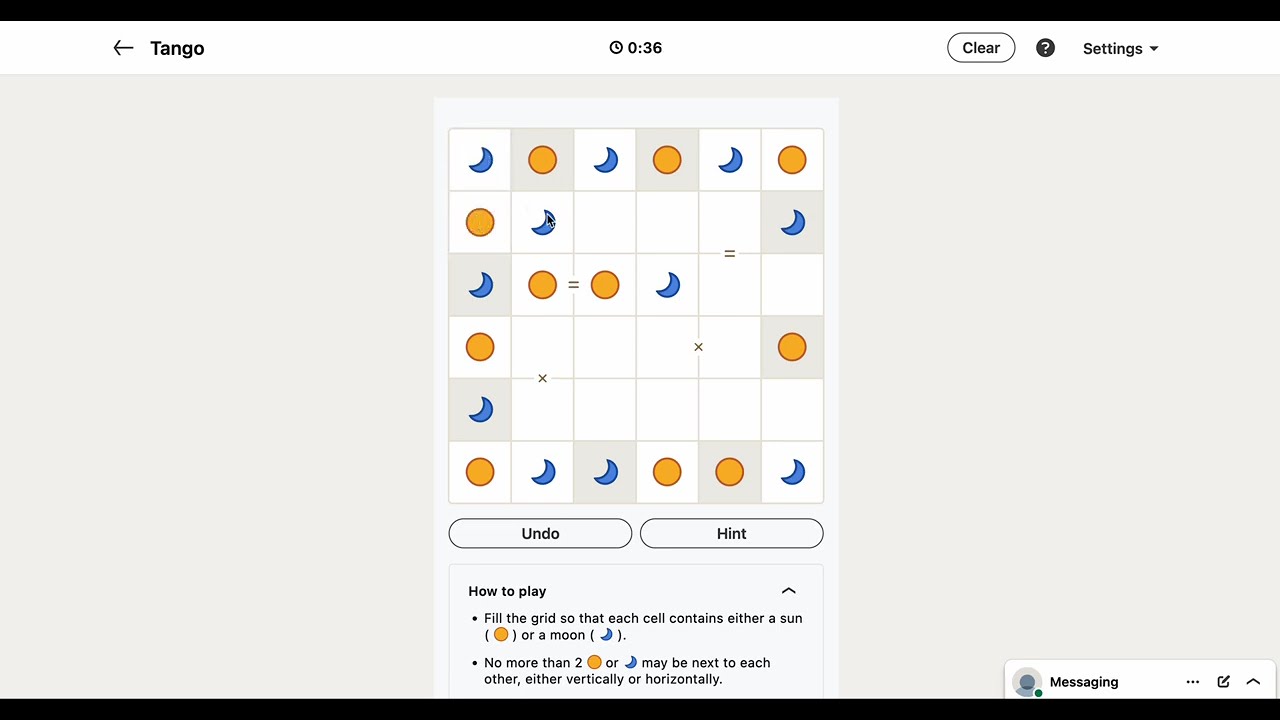 Tango
0:36
Clear
?
Settings
=
=
×
×
Undo
Hint
How to play
• Fill the grid so that each cell contains either a sun
( ) or a moon ( ).
• No more than 2 or may be next to each
other, either vertically or horizontally.
Messaging